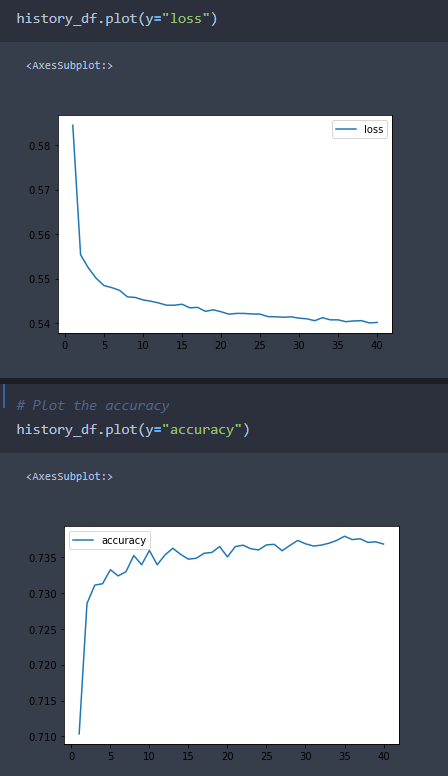 history_df.plot(y="loss")
<AxesSubplot:>
loss
0.58
0.57
0.56
0.55
0.54
0 5 10 15 20 25 30 35 40
# Plot the accuracy
history_df.plot(y="accuracy")
<AxesSubplot:>
accuracy
0.735
0.730
0.725
0.720
0.715
0.710
0 5 10 15 20 25 30 35 40